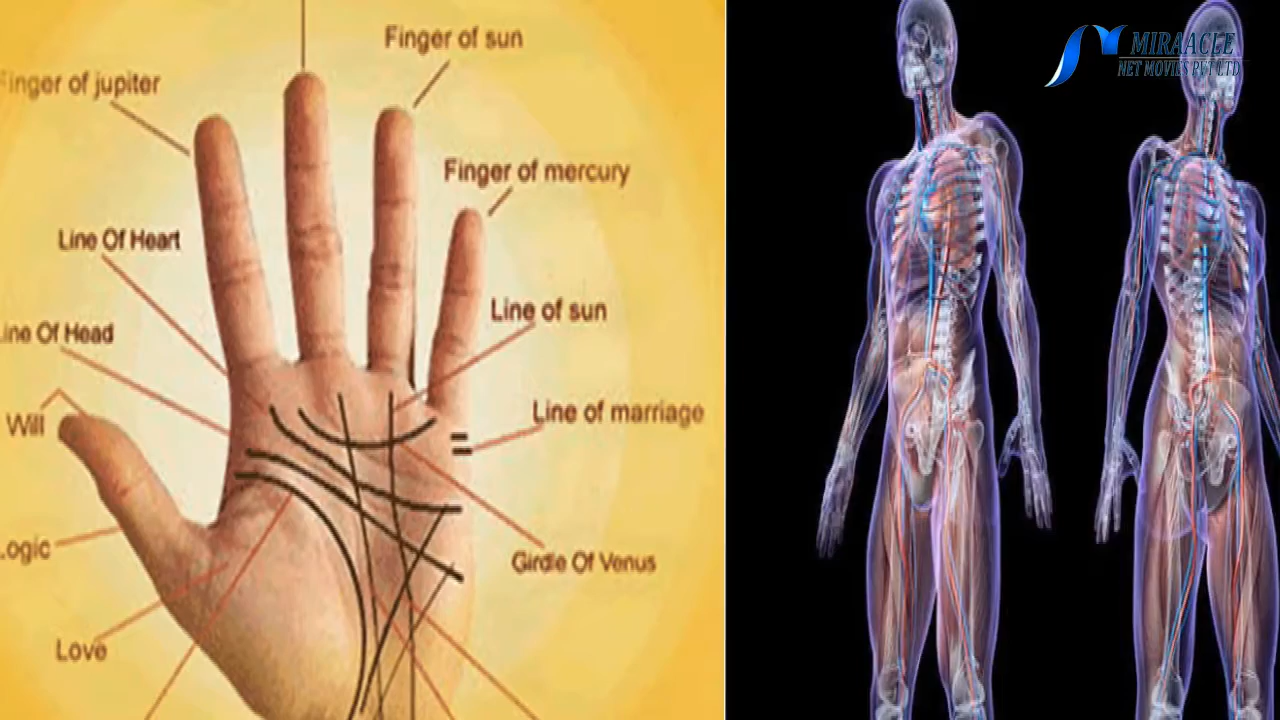 Finger of sun
Finger of jupiter
Finger of mercury
Line Of Heart
Line of sun
Line Of Head
Line of marriage
Will
Girdle Of Venus
Logic
Love
MIRAACLE
NET MOVIES PVT LTD